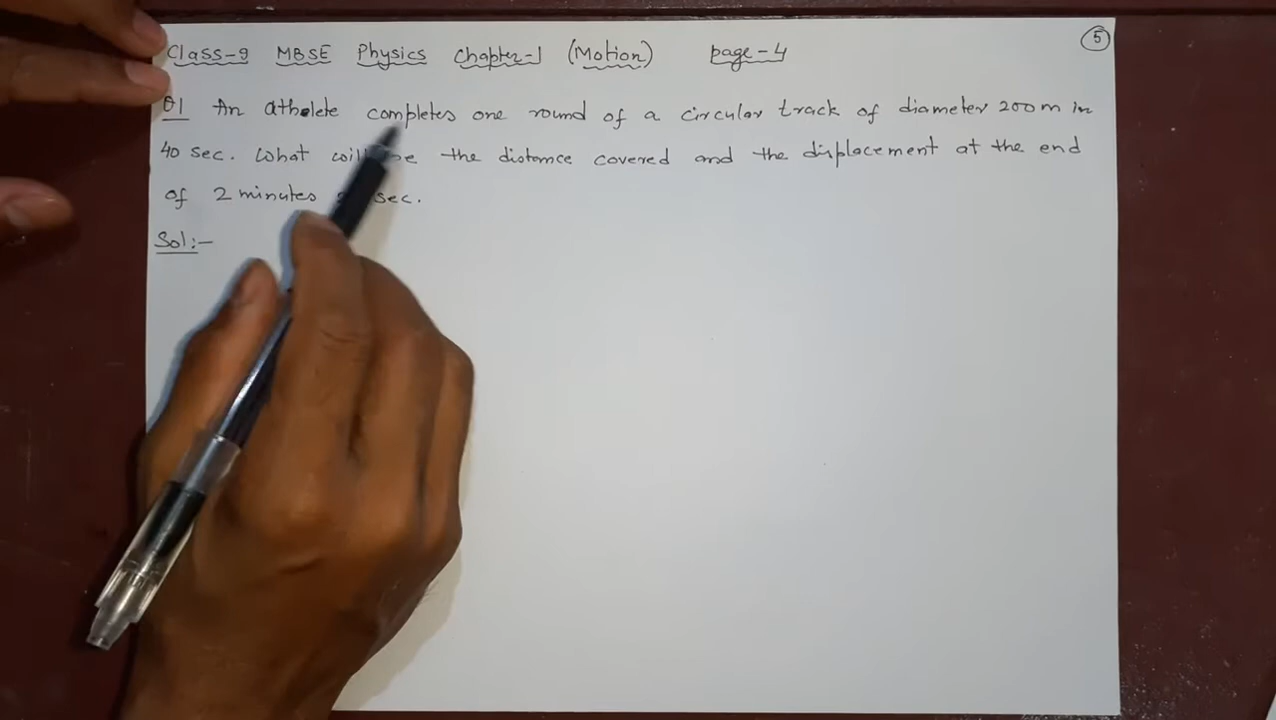 Class-9 MBSE Physics Chapter-1 (Motion) page-4
5
Q1 An atholete completes one round of a circular track of diameter 200m in
40 sec. What will be the distance covered and the displacement at the end
of 2 minutes sec.
Sol:-